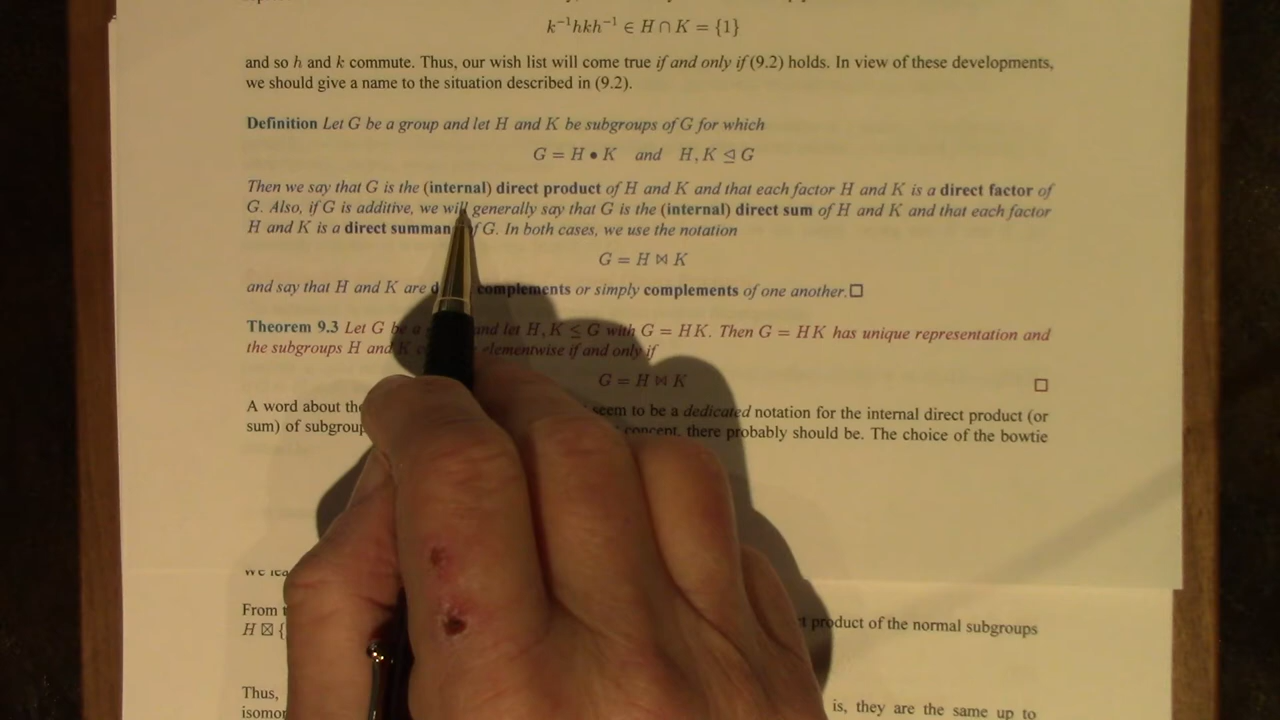 k⁻¹hkh⁻¹ ∈ H ∩ K = {1}
and so h and k commute. Thus, our wish list will come true if and only if (9.2) holds. In view of these developments,
we should give a name to the situation described in (9.2).
Definition Let G be a group and let H and K be subgroups of G for which
G = H • K and H, K ⊴ G
Then we say that G is the (internal) direct product of H and K and that each factor H and K is a direct factor of
G. Also, if G is additive, we will generally say that G is the (internal) direct sum of H and K and that each factor
H and K is a direct of G. In both cases, we use the notation
G = H ⋈ K
and say that H and K are complements or simply complements of one another. □
Theorem 9.3 Let G be a and let H, K ≤ G with G = HK. Then G = HK has unique representation and
the subgroups H and K elementwise if and only if
G = H ⋈ K □
A word about the seem to be a dedicated notation for the internal direct product (or
sum) of concept, there probably should be. The choice of the bowtie
From product of the normal subgroups
H ⊠ {
Thus, is, they are the same up to